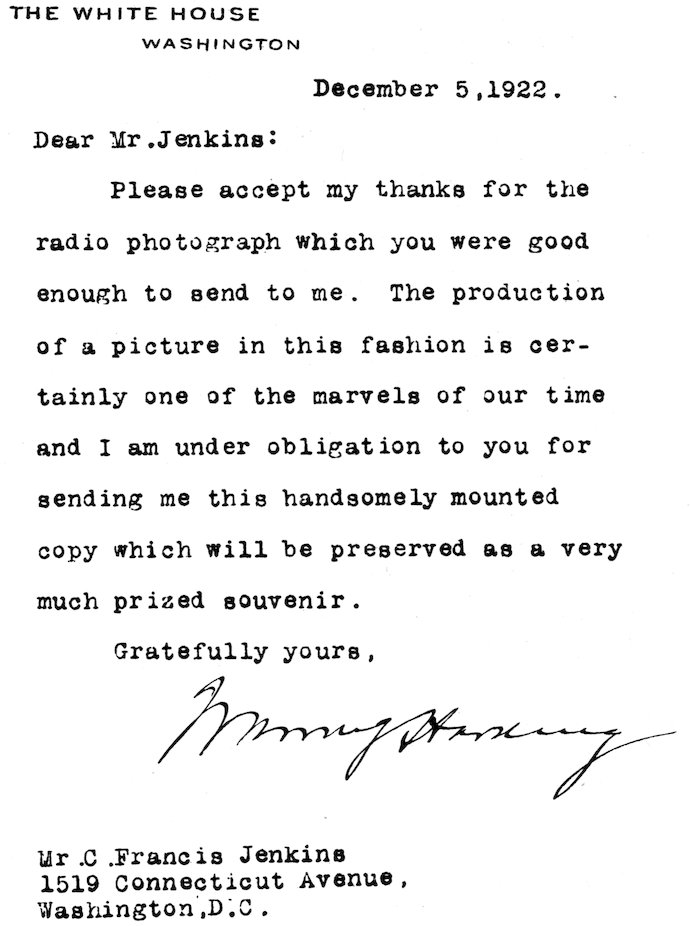 THE WHITE HOUSE
WASHINGTON
December 5,1922.
Dear Mr.Jenkins:
Please accept my thanks for the
radio photograph which you were good
enough to send to me. The production
of a picture in this fashion is cer-
tainly one of the marvels of our time
and I am under obligation to you for
sending me this handsomely mounted
copy which will be preserved as a very
much prized souvenir.
Gratefully yours,
Warren G Harding
Mr.C.Francis Jenkins
1519 Connecticut Avenue,
Washington,D.C.